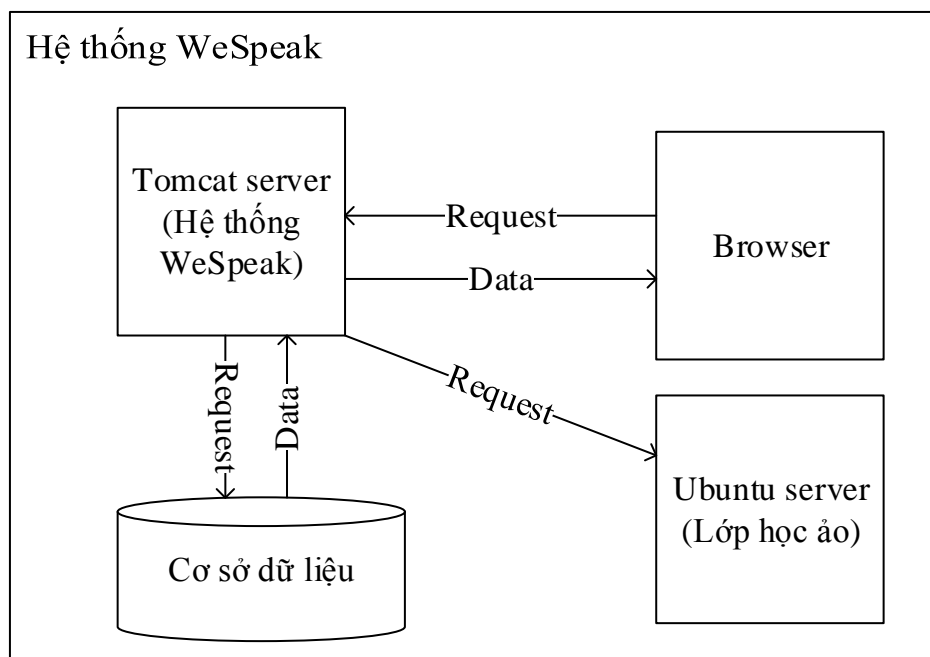 Hệ thống WeSpeak
Tomcat server
(Hệ thống
WeSpeak)
Request
Data
Browser
Request
Data
Request
Ubuntu server
(Lớp học ảo)
Cơ sở dữ liệu